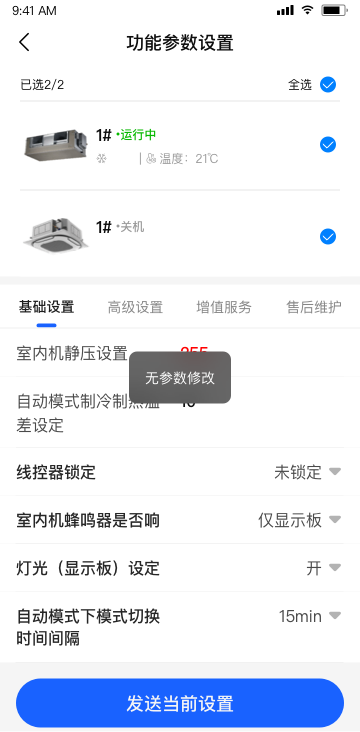 9:41 AM
功能参数设置
已选2/2
全选
1# •运行中
| 温度：21℃
1# •关机
基础设置
高级设置
增值服务
售后维护
室内机静压设置
无参数修改
自动模式制冷制热温
差设定
线控器锁定
未锁定
室内机蜂鸣器是否响
仅显示板
灯光（显示板）设定
开
自动模式下模式切换
15min
时间间隔
发送当前设置